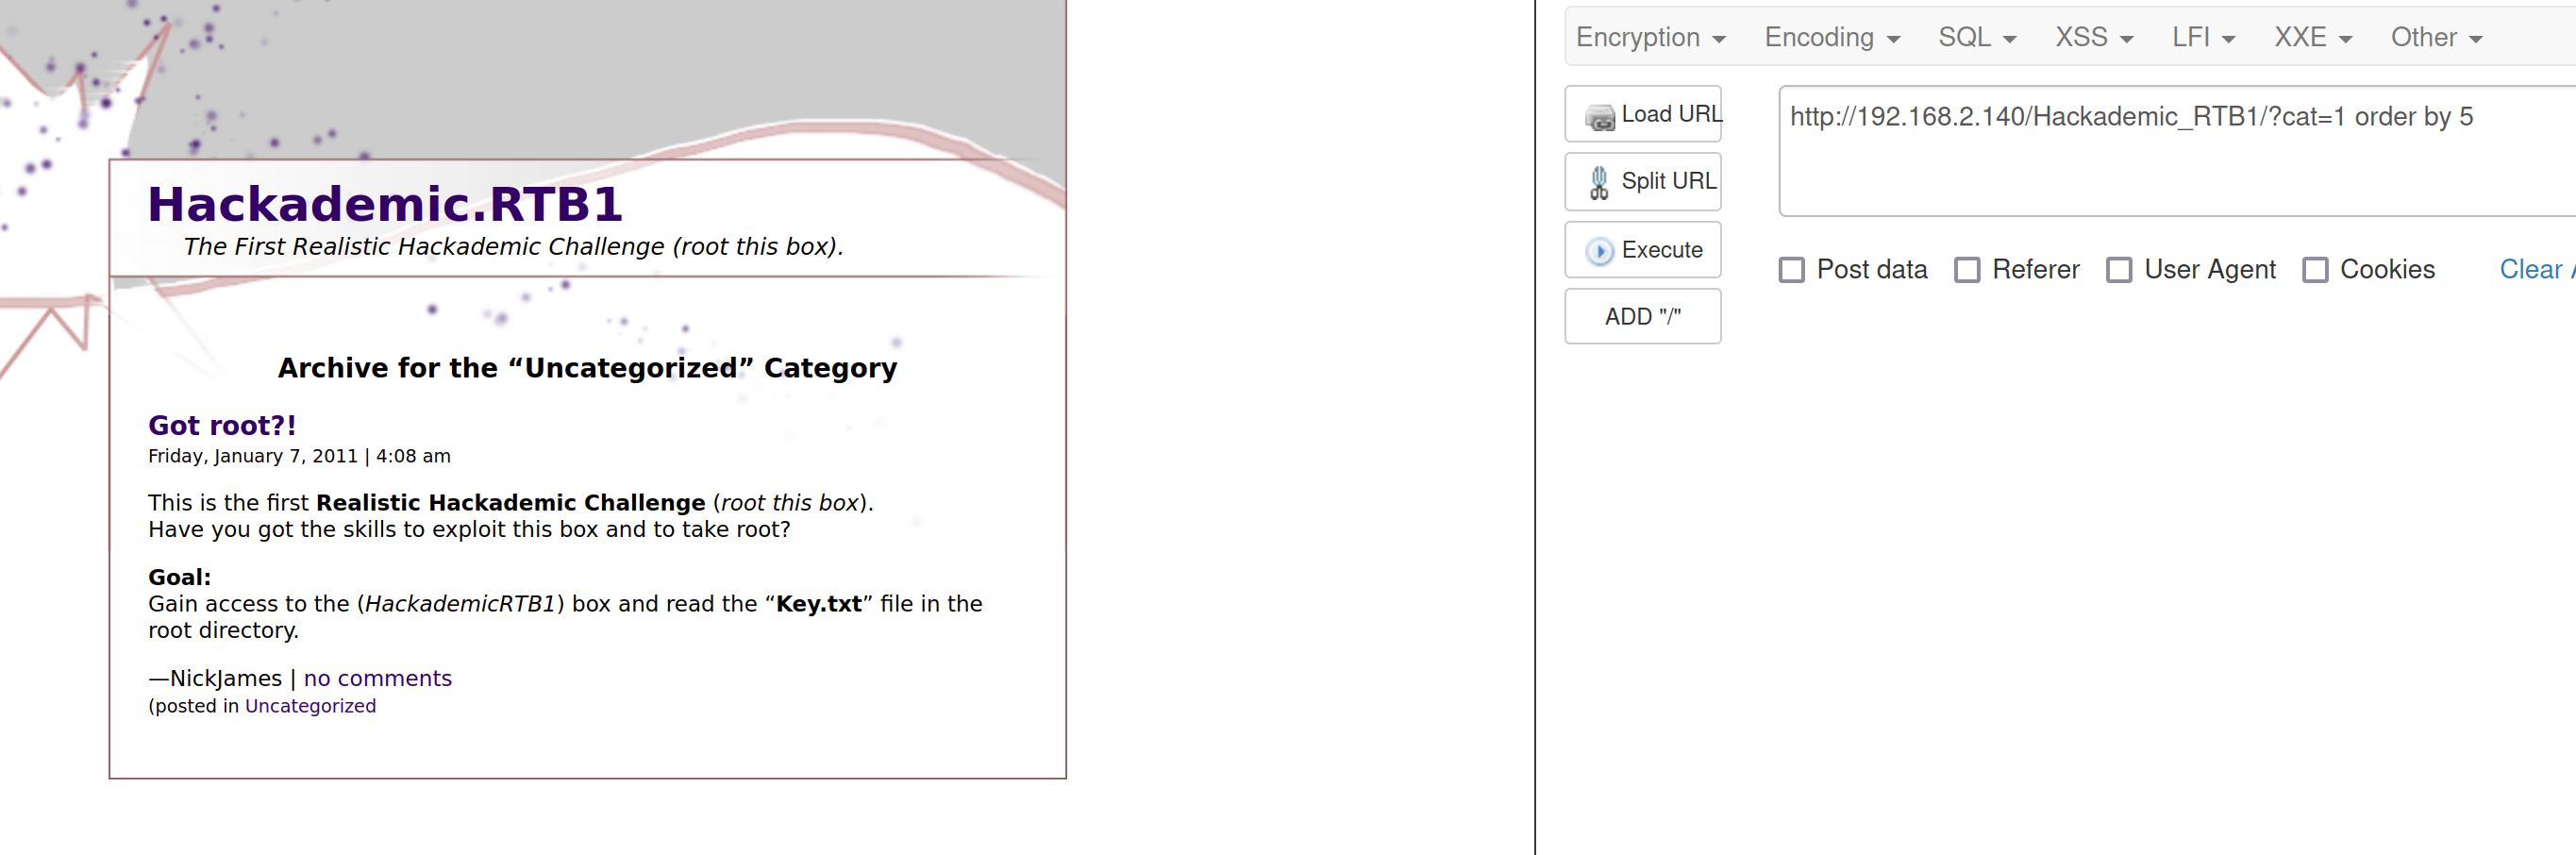 Hackademic.RTB1
The First Realistic Hackademic Challenge (root this box).
Archive for the “Uncategorized” Category
Got root?!
Friday, January 7, 2011 | 4:08 am
This is the first Realistic Hackademic Challenge (root this box).
Have you got the skills to exploit this box and to take root?
Goal:
Gain access to the (HackademicRTB1) box and read the “Key.txt” file in the
root directory.
—NickJames | no comments
(posted in Uncategorized
Encryption Encoding SQL XSS LFI XXE Other
Load URL
Split URL
Execute
ADD "/"
http://192.168.2.140/Hackademic_RTB1/?cat=1 order by 5
Post data Referer User Agent Cookies Clear